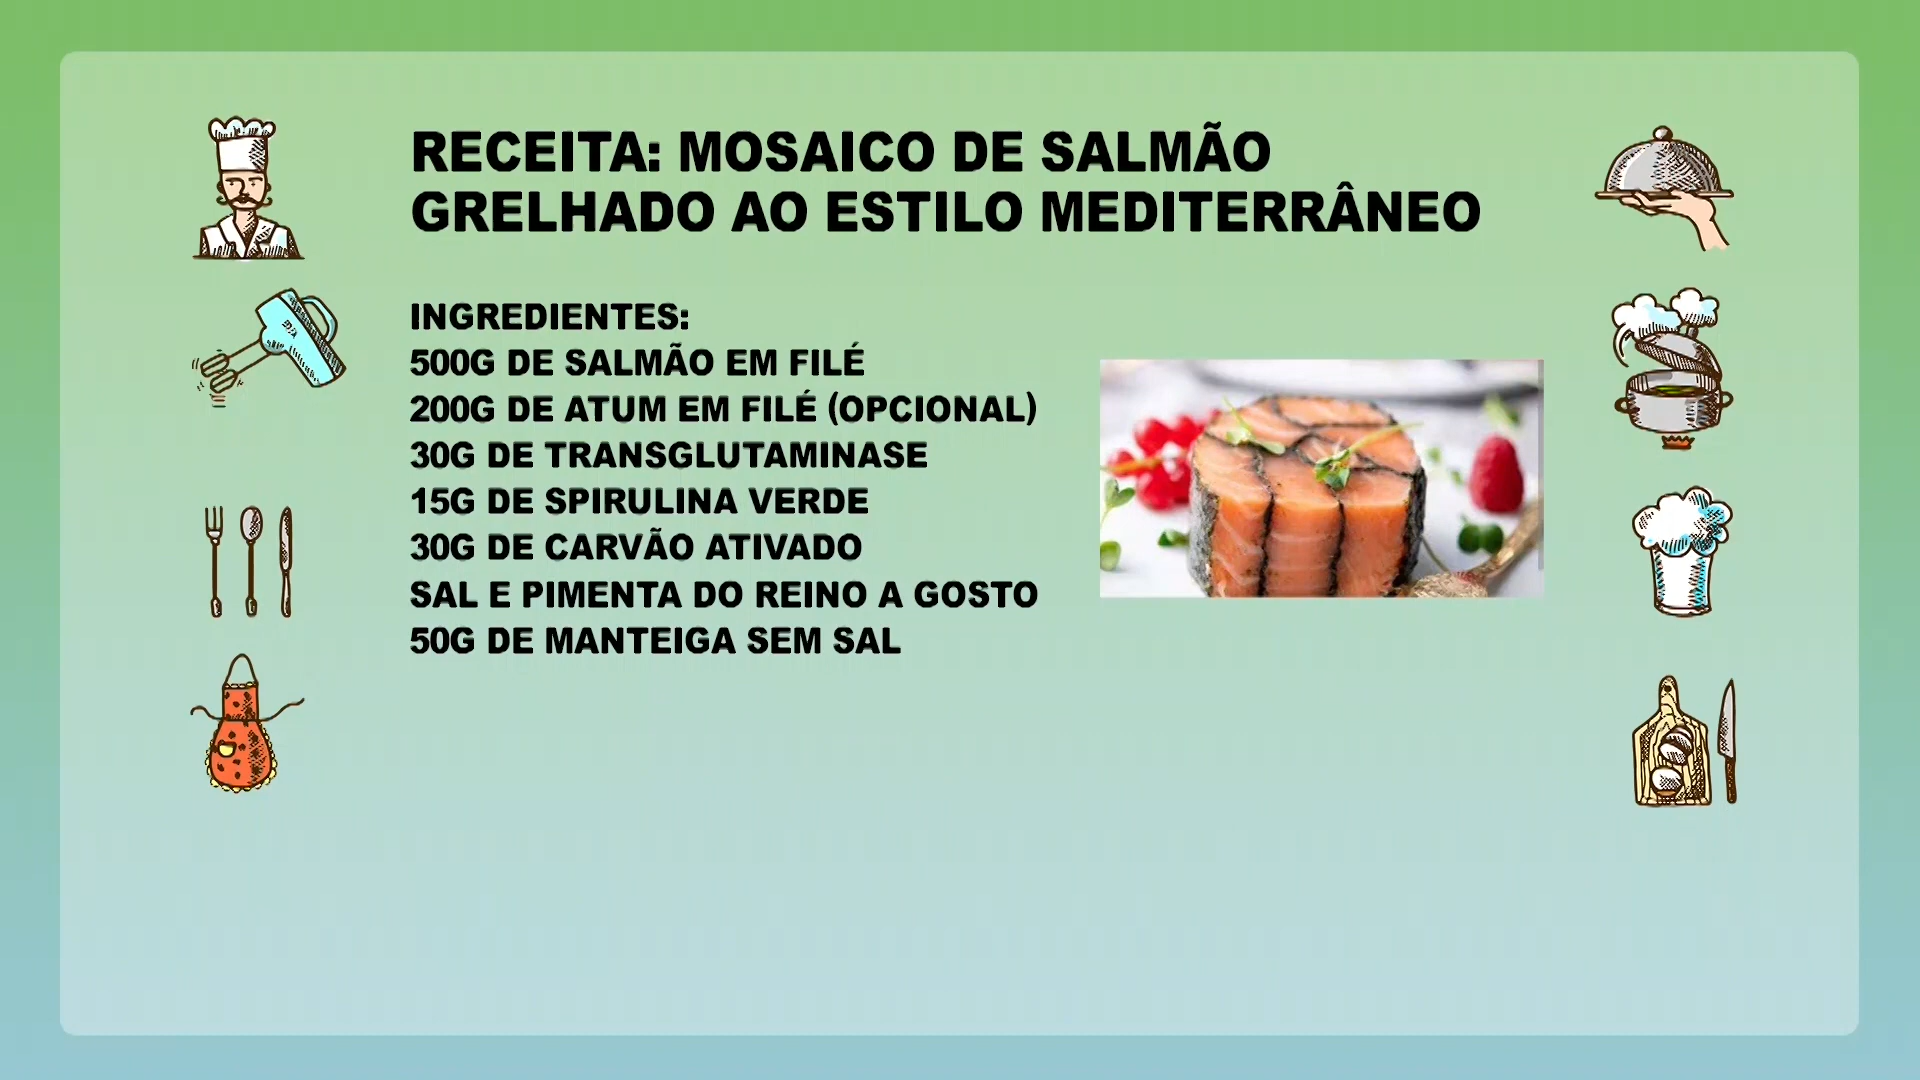 RECEITA: MOSAICO DE SALMÃO
GRELHADO AO ESTILO MEDITERRÂNEO
INGREDIENTES:
500G DE SALMÃO EM FILÉ
200G DE ATUM EM FILÉ (OPCIONAL)
30G DE TRANSGLUTAMINASE
15G DE SPIRULINA VERDE
30G DE CARVÃO ATIVADO
SAL E PIMENTA DO REINO A GOSTO
50G DE MANTEIGA SEM SAL